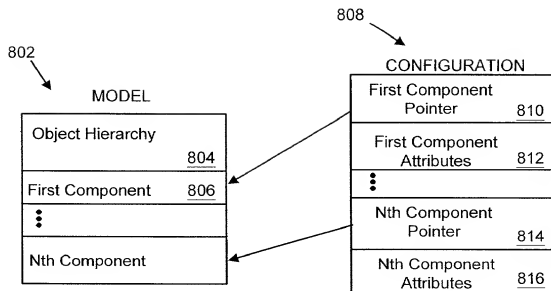 802
MODEL
Object Hierarchy
804
First Component 806
Nth Component
808
CONFIGURATION
First Component
Pointer 810
First Component
Attributes 812
Nth Component
Pointer 814
Nth Component
Attributes 816